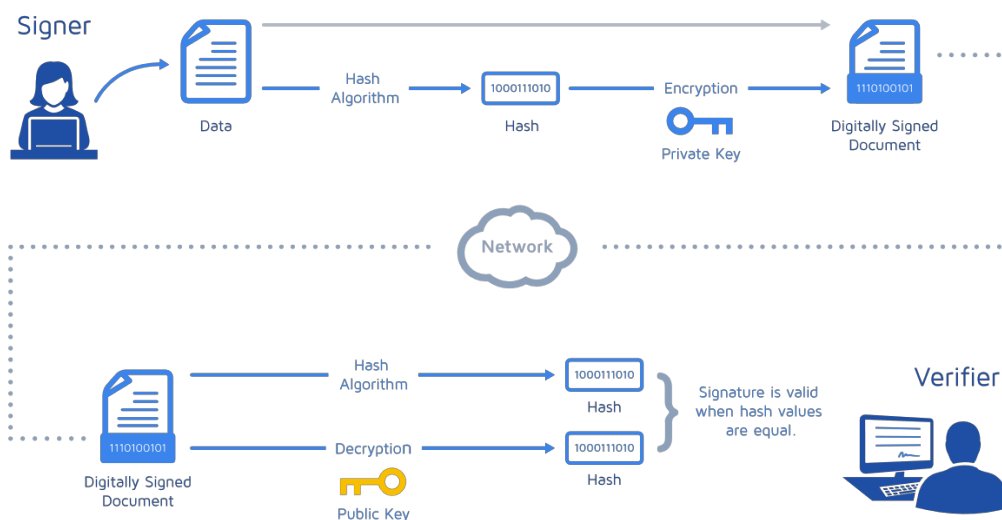 Signer
Data
Hash
Algorithm
1000111010
Hash
Encryption
Private Key
1110100101
Digitally Signed
Document
Network
1110100101
Digitally Signed
Document
Hash
Algorithm
1000111010
Hash
Decryption
Public Key
1000111010
Hash
Signature is valid
when hash values
are equal.
Verifier